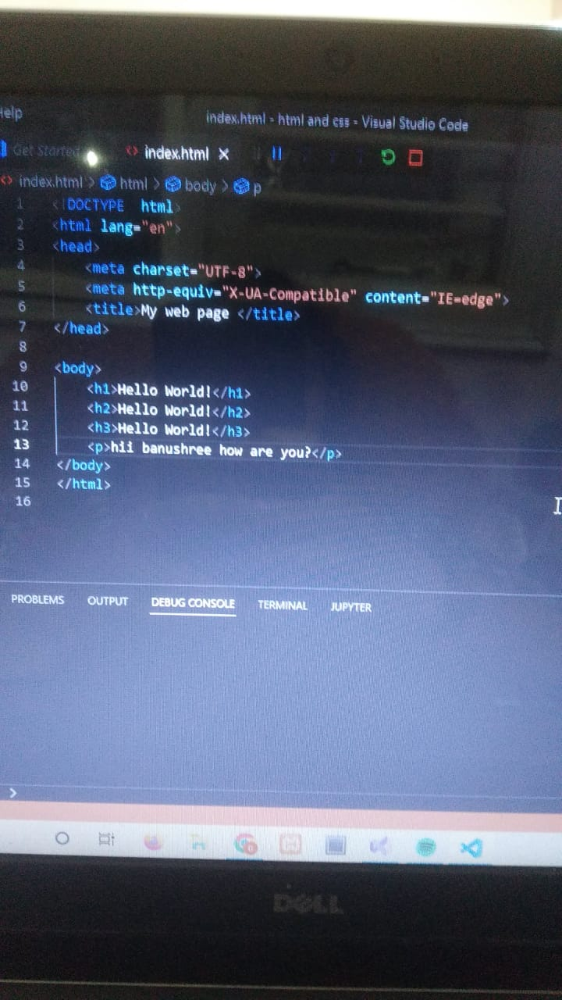 Help
index.html - html and css - Visual Studio Code
Get Started
<> index.html X
<> index.html > html > body > p
1 <!DOCTYPE html>
2 <html lang="en">
3 <head>
4 <meta charset="UTF-8">
5 <meta http-equiv="X-UA-Compatible" content="IE=edge">
6 <title>My web page </title>
7 </head>
8
9 <body>
10 <h1>Hello World!</h1>
11 <h2>Hello World!</h2>
12 <h3>Hello World!</h3>
13 <p>hii banushree how are you?</p>
14 </body>
15 </html>
16
PROBLEMS OUTPUT DEBUG CONSOLE TERMINAL JUPYTER
>
DELL